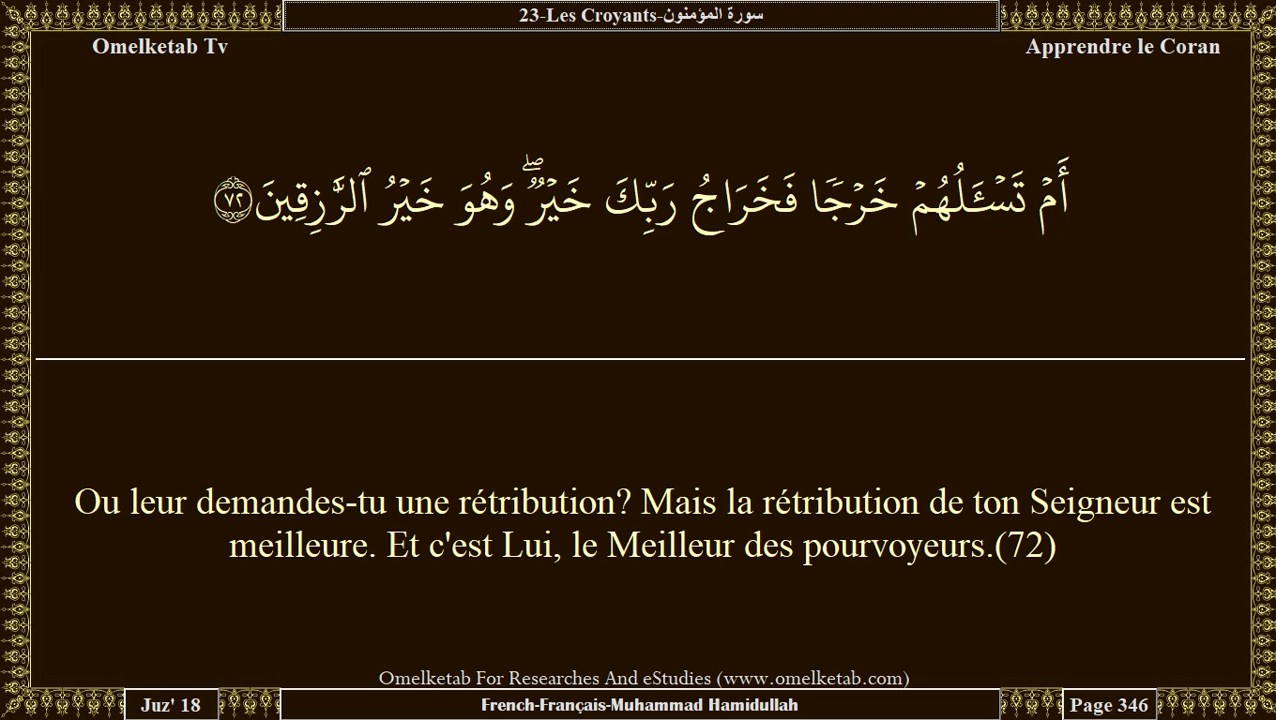 23-Les Croyants-سورة المؤمنون
Omelketab Tv
Apprendre le Coran
أَمْ تَسْـَٔلُهُمْ خَرْجًا فَخَرَاجُ رَبِّكَ خَيْرٌ ۖ وَهُوَ خَيْرُ ٱلرَّٰزِقِينَ ٧٢
Ou leur demandes-tu une rétribution? Mais la rétribution de ton Seigneur est
meilleure. Et c'est Lui, le Meilleur des pourvoyeurs.(72)
Omelketab For Researches And eStudies (www.omelketab.com)
Juz' 18
French-Français-Muhammad Hamidullah
Page 346